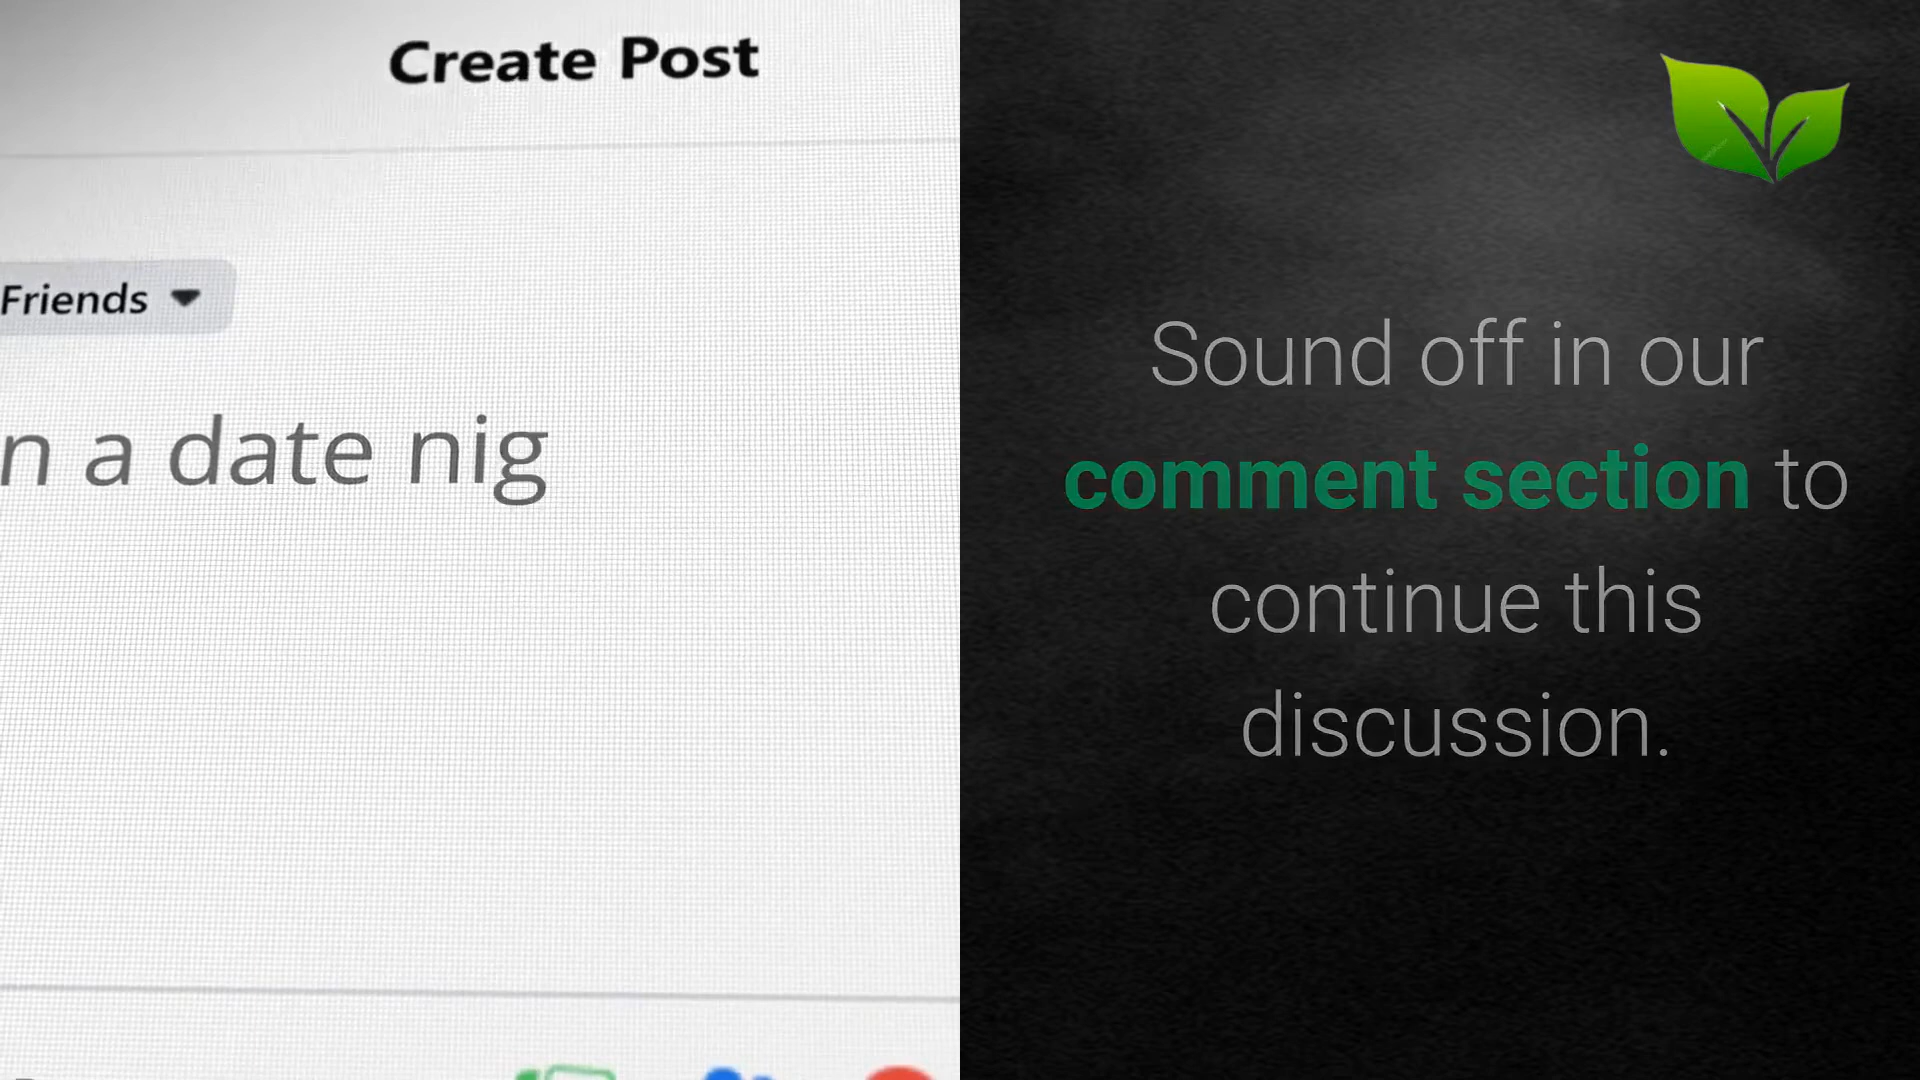 Create Post
Friends
n a date nig
Sound off in our
comment section to
continue this
discussion.